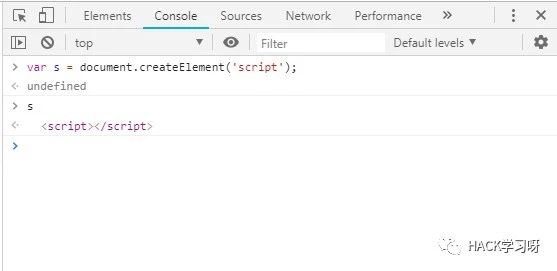 Elements Console Sources Network Performance »
top Filter Default levels
> var s = document.createElement('script');
< undefined
> s
< <script></script>
>
HACK学习呀